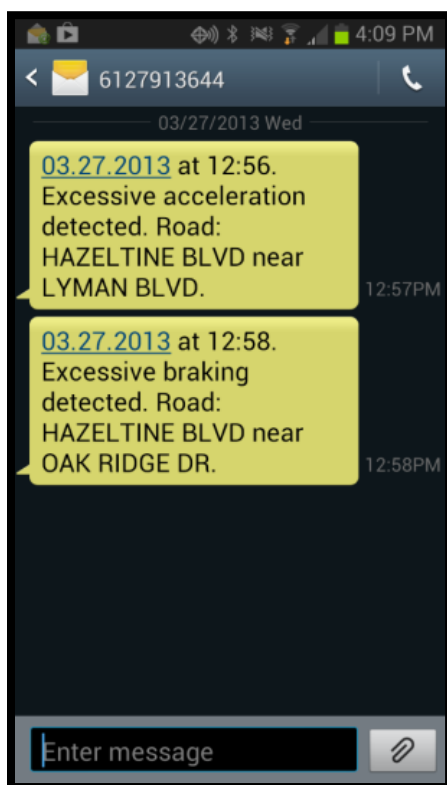 4:09 PM
6127913644
03/27/2013 Wed
03.27.2013 at 12:56.
Excessive acceleration
detected. Road:
HAZELTINE BLVD near
LYMAN BLVD.
12:57PM
03.27.2013 at 12:58.
Excessive braking
detected. Road:
HAZELTINE BLVD near
OAK RIDGE DR.
12:58PM
Enter message